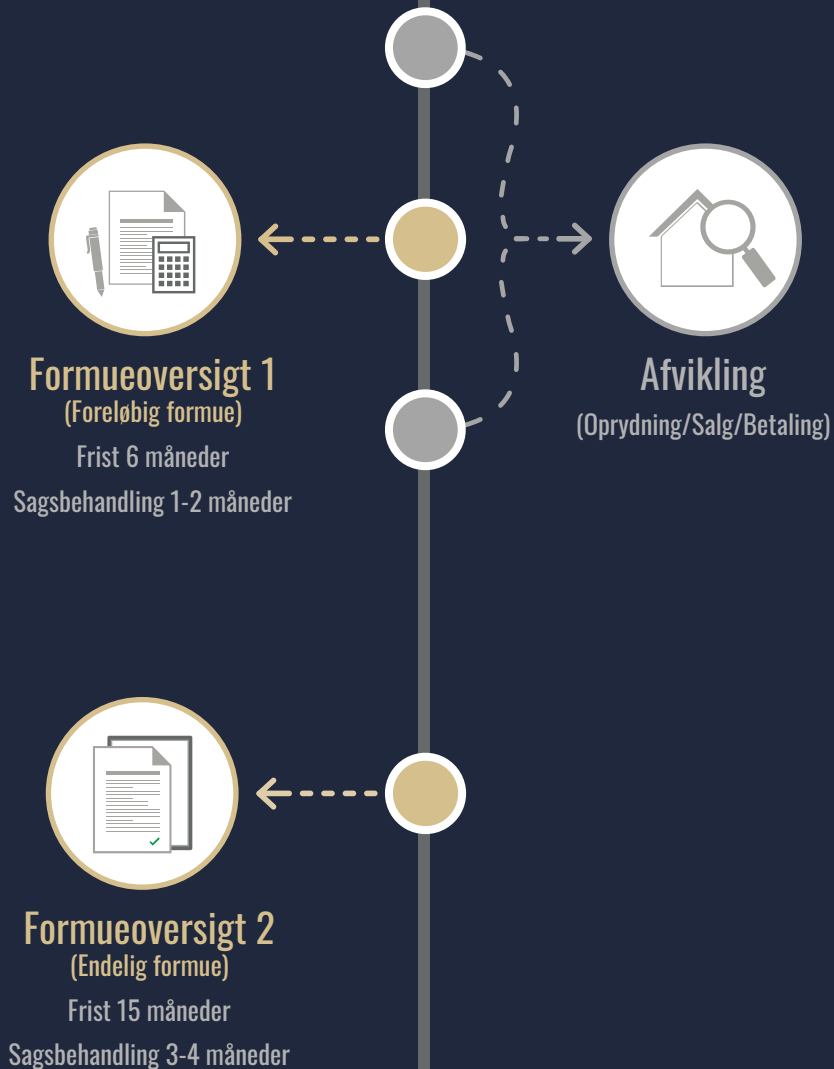 Formueoversigt 1
(Foreløbig formue)
Frist 6 måneder
Sagsbehandling 1-2 måneder
Afvikling
(Oprydning/Salg/Betaling)
Formueoversigt 2
(Endelig formue)
Frist 15 måneder
Sagsbehandling 3-4 måneder